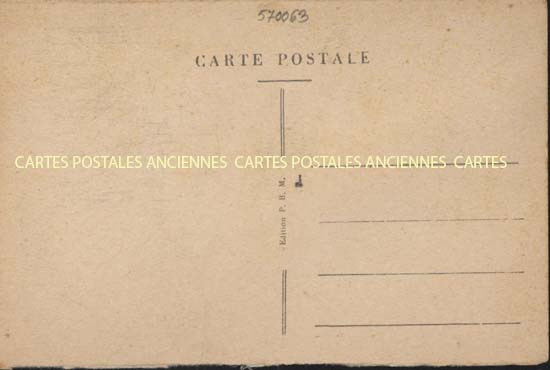 570063
CARTE POSTALE
CARTES POSTALES ANCIENNES CARTES POSTALES ANCIENNES CARTES
Edition P. B. M.